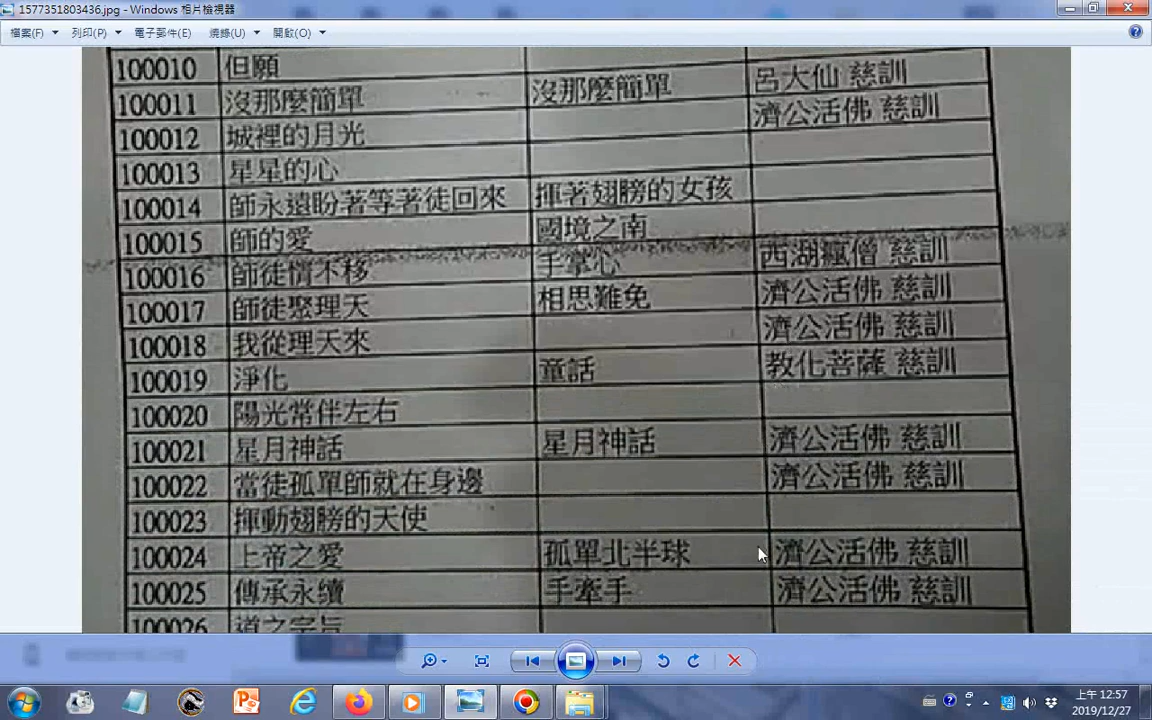 1577351803436.jpg - Windows 相片檢視器
檔案(F) 列印(P) 電子郵件(E) 燒錄(U) 開啟(O)
100010 但願
100011 沒那麼簡單 沒那麼簡單 呂大仙 慈訓
100012 城裡的月光 濟公活佛 慈訓
100013 星星的心
100014 師永遠盼著等著徒回來 揮著翅膀的女孩
100015 師的愛 國境之南
100016 師徒情不移 手掌心 西湖瘋僧 慈訓
100017 師徒聚理天 相思難免 濟公活佛 慈訓
100018 我從理天來 濟公活佛 慈訓
100019 淨化 童話 教化菩薩 慈訓
100020 陽光常伴左右
100021 星月神話 星月神話 濟公活佛 慈訓
100022 當徒孤單師就在身邊 濟公活佛 慈訓
100023 揮動翅膀的天使
100024 上帝之愛 孤單北半球 濟公活佛 慈訓
100025 傳承永續 手牽手 濟公活佛 慈訓
100026 道之宗旨
上午 12:57
2019/12/27